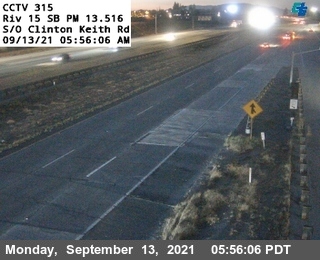 CCTV 315
Riv 15 SB PM 13.516
S/O Clinton Keith Rd
09/13/21 05:56:06 AM
Monday, September 13, 2021 05:56:06 PDT